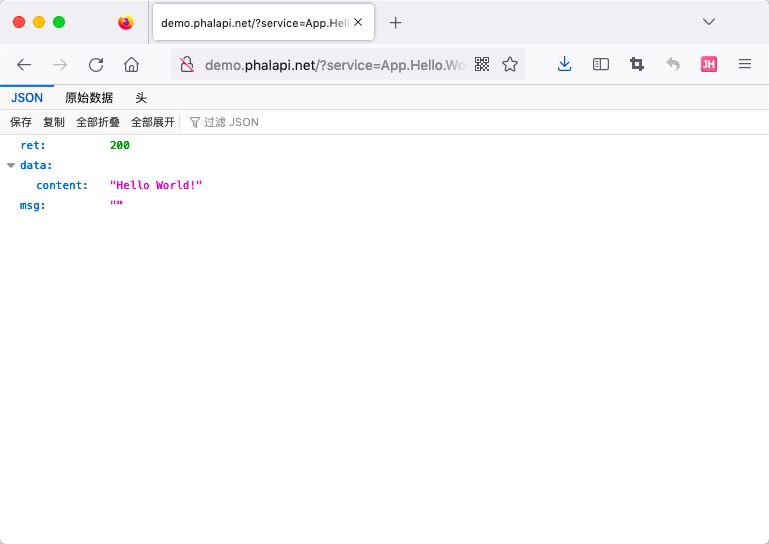 demo.phalapi.net/?service=App.Hell
demo.phalapi.net/?service=App.Hello.Wo
JH
JSON 原始数据 头
保存 复制 全部折叠 全部展开 过滤 JSON
ret: 200
data:
content: "Hello World!"
msg: ""